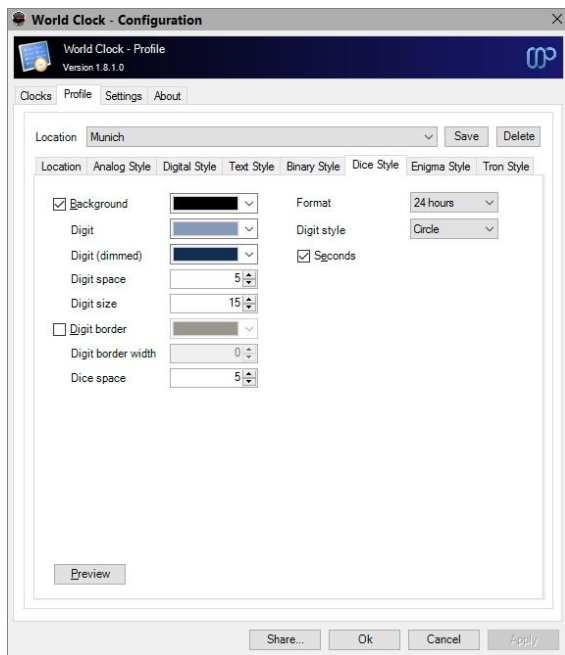 World Clock - Configuration
World Clock - Profile
Version 1.8.1.0
Clocks Profile Settings About
Location Munich Save Delete
Location Analog Style Digital Style Text Style Binary Style Dice Style Enigma Style Tron Style
Background Format 24 hours
Digit Digit style Circle
Digit (dimmed) Seconds
Digit space 5
Digit size 15
Digit border
Digit border width 0
Dice space 5
Preview
Share... Ok Cancel Apply